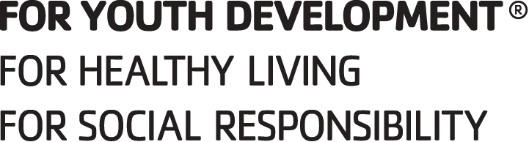 FOR YOUTH DEVELOPMENT®
FOR HEALTHY LIVING
FOR SOCIAL RESPONSIBILITY